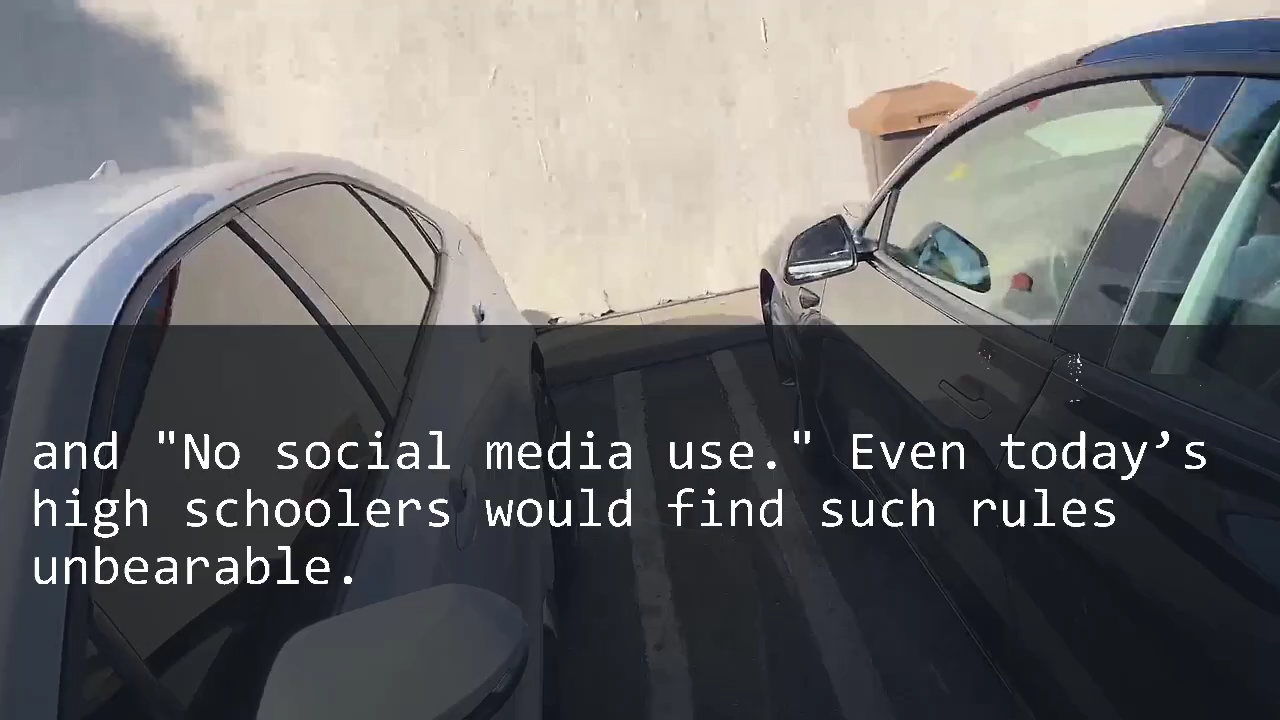 and "No social media use." Even today’s
high schoolers would find such rules
unbearable.